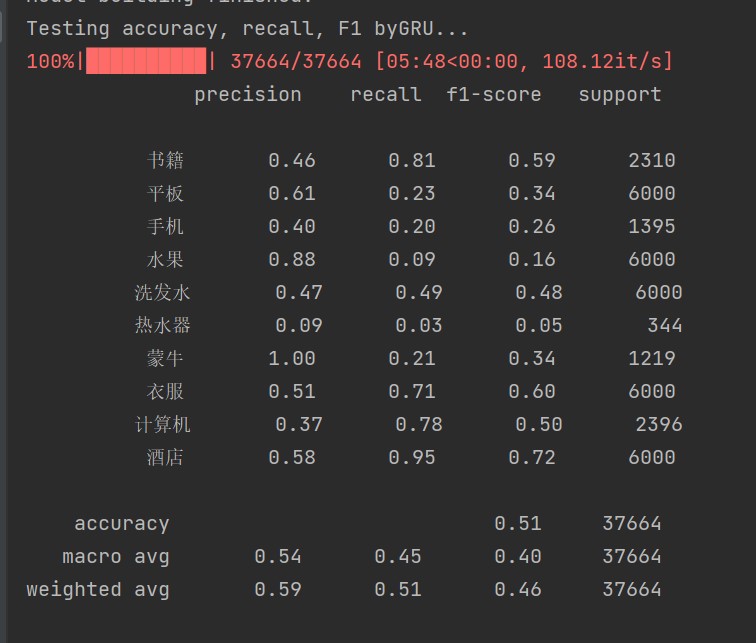 Testing accuracy, recall, F1 byGRU...
100%|██████████| 37664/37664 [05:48<00:00, 108.12it/s]
precision recall f1-score support
书籍 0.46 0.81 0.59 2310
平板 0.61 0.23 0.34 6000
手机 0.40 0.20 0.26 1395
水果 0.88 0.09 0.16 6000
洗发水 0.47 0.49 0.48 6000
热水器 0.09 0.03 0.05 344
蒙牛 1.00 0.21 0.34 1219
衣服 0.51 0.71 0.60 6000
计算机 0.37 0.78 0.50 2396
酒店 0.58 0.95 0.72 6000
accuracy 0.51 37664
macro avg 0.54 0.45 0.40 37664
weighted avg 0.59 0.51 0.46 37664